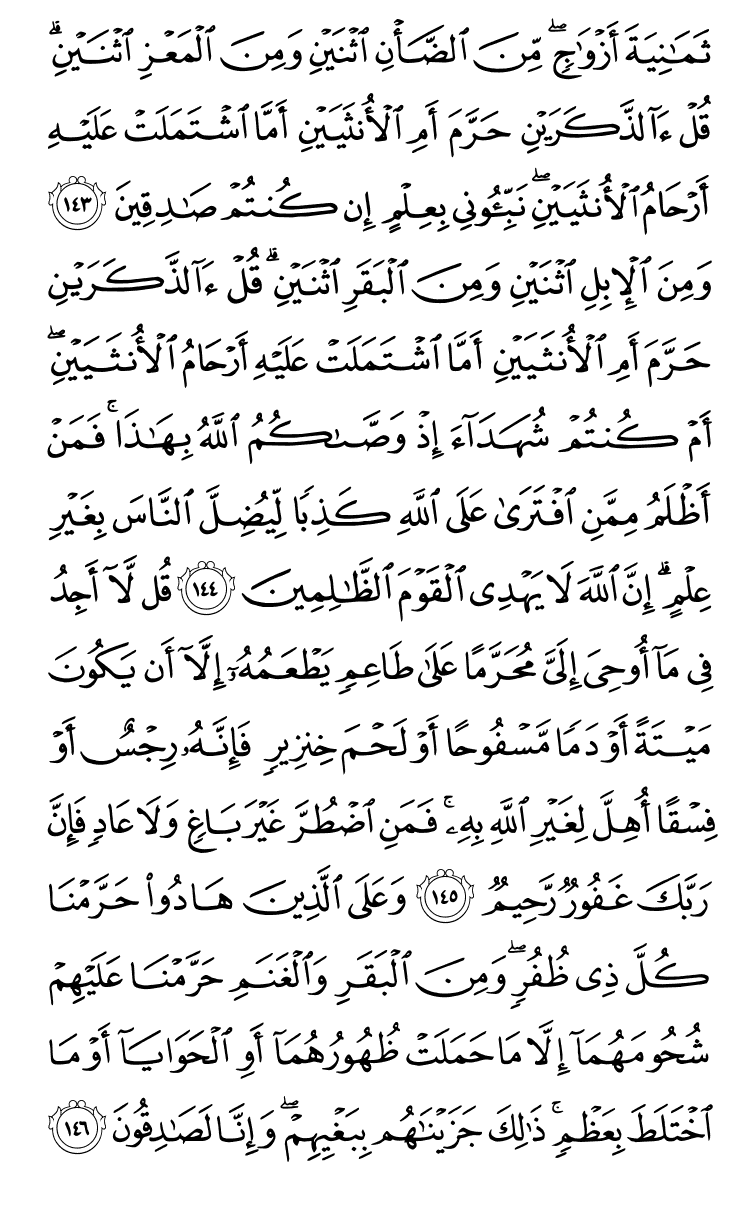 ثَمَـٰنِيَةَ أَزْوَٰجٍۖ مِّنَ ٱلضَّأْنِ ٱثْنَيْنِ وَمِنَ ٱلْمَعْزِ ٱثْنَيْنِۗ
قُلْ ءَآلذَّكَرَيْنِ حَرَّمَ أَمِ ٱلْأُنثَيَيْنِ أَمَّا ٱشْتَمَلَتْ عَلَيْهِ
أَرْحَامُ ٱلْأُنثَيَيْنِۖ نَبِّـُٔونِى بِعِلْمٍ إِن كُنتُمْ صَـٰدِقِينَ ١٤٣
وَمِنَ ٱلْإِبِلِ ٱثْنَيْنِ وَمِنَ ٱلْبَقَرِ ٱثْنَيْنِۗ قُلْ ءَآلذَّكَرَيْنِ
حَرَّمَ أَمِ ٱلْأُنثَيَيْنِ أَمَّا ٱشْتَمَلَتْ عَلَيْهِ أَرْحَامُ ٱلْأُنثَيَيْنِۖ
أَمْ كُنتُمْ شُهَدَآءَ إِذْ وَصَّىٰكُمُ ٱللَّهُ بِهَـٰذَاۚ فَمَنْ
أَظْلَمُ مِمَّنِ ٱفْتَرَىٰ عَلَى ٱللَّهِ كَذِبًا لِّيُضِلَّ ٱلنَّاسَ بِغَيْرِ
عِلْمٍۗ إِنَّ ٱللَّهَ لَا يَهْدِى ٱلْقَوْمَ ٱلظَّـٰلِمِينَ ١٤٤ قُل لَّآ أَجِدُ
فِى مَآ أُوحِىَ إِلَىَّ مُحَرَّمًا عَلَىٰ طَاعِمٍ يَطْعَمُهُۥٓ إِلَّآ أَن يَكُونَ
مَيْتَةً أَوْ دَمًا مَّسْفُوحًا أَوْ لَحْمَ خِنزِيرٍ فَإِنَّهُۥ رِجْسٌ أَوْ
فِسْقًا أُهِلَّ لِغَيْرِ ٱللَّهِ بِهِۦۚ فَمَنِ ٱضْطُرَّ غَيْرَ بَاغٍ وَلَا عَادٍ فَإِنَّ
رَبَّكَ غَفُورٌ رَّحِيمٌ ١٤٥ وَعَلَى ٱلَّذِينَ هَادُوا۟ حَرَّمْنَا
كُلَّ ذِى ظُفُرٍۖ وَمِنَ ٱلْبَقَرِ وَٱلْغَنَمِ حَرَّمْنَا عَلَيْهِمْ
شُحُومَهُمَآ إِلَّا مَا حَمَلَتْ ظُهُورُهُمَآ أَوِ ٱلْحَوَايَآ أَوْ مَا
ٱخْتَلَطَ بِعَظْمٍۚ ذَٰلِكَ جَزَيْنَـٰهُم بِبَغْيِهِمْۖ وَإِنَّا لَصَـٰدِقُونَ ١٤٦